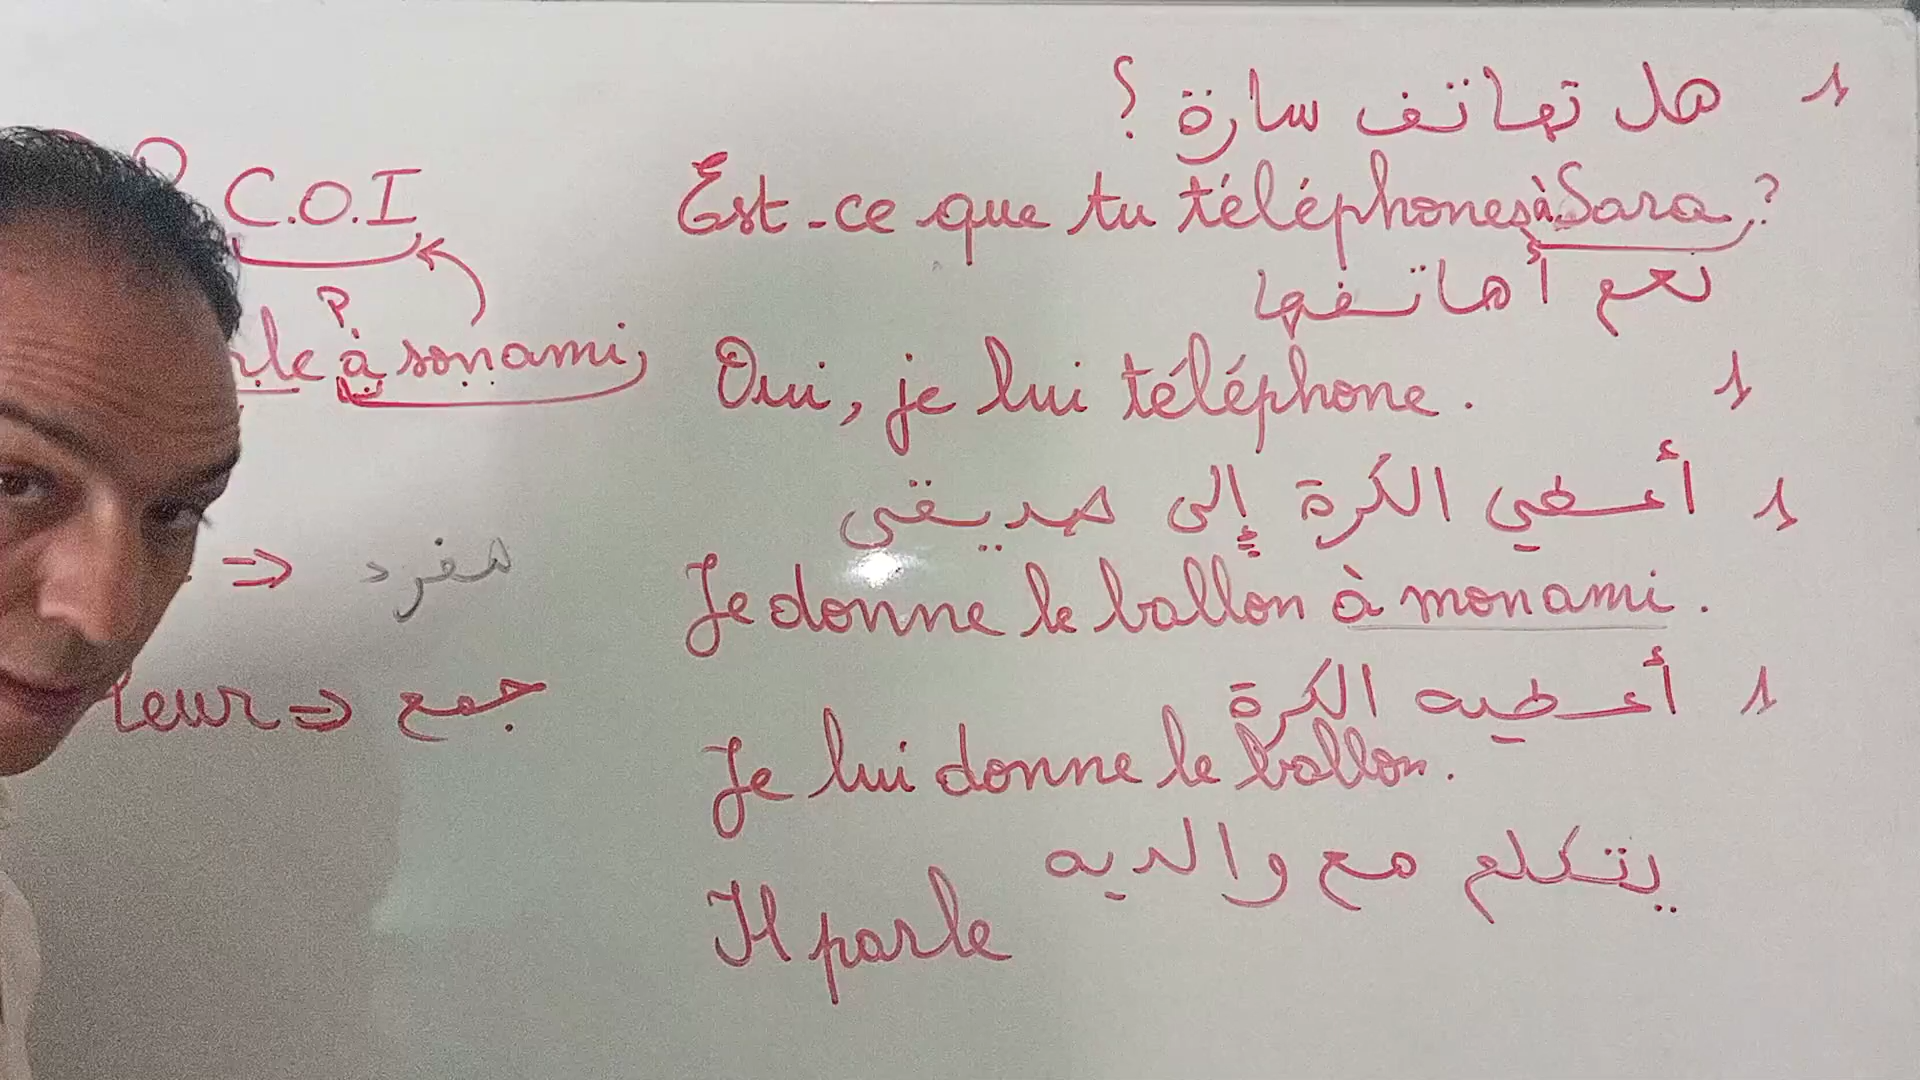 C.O.I
?
à son ami,
⇒ مفرد
leur ⇒ جمع
هل تهاتف سارة ؟
Est-ce que tu téléphones à Sara ?
نعم أهاتفها
Oui, je lui téléphone.
أعطي الكرة إلى صديقي
Je donne le ballon à mon ami.
أعطيه الكرة
Je lui donne le ballon.
يتكلم مع والديه
Il parle